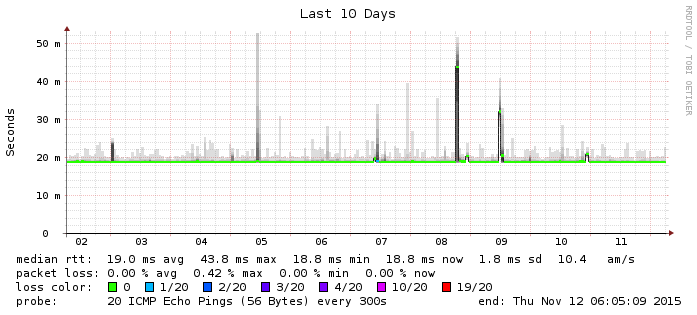 Last 10 Days
RRDTOOL / TOBI OETIKER
Seconds
50 m
40 m
30 m
20 m
10 m
0
02 03 04 05 06 07 08 09 10 11
median rtt: 19.0 ms avg 43.8 ms max 18.8 ms min 18.8 ms now 1.8 ms sd 10.4 am/s
packet loss: 0.00 % avg 0.42 % max 0.00 % min 0.00 % now
loss color: 0 1/20 2/20 3/20 4/20 10/20 19/20
probe: 20 ICMP Echo Pings (56 Bytes) every 300s end: Thu Nov 12 06:05:09 2015